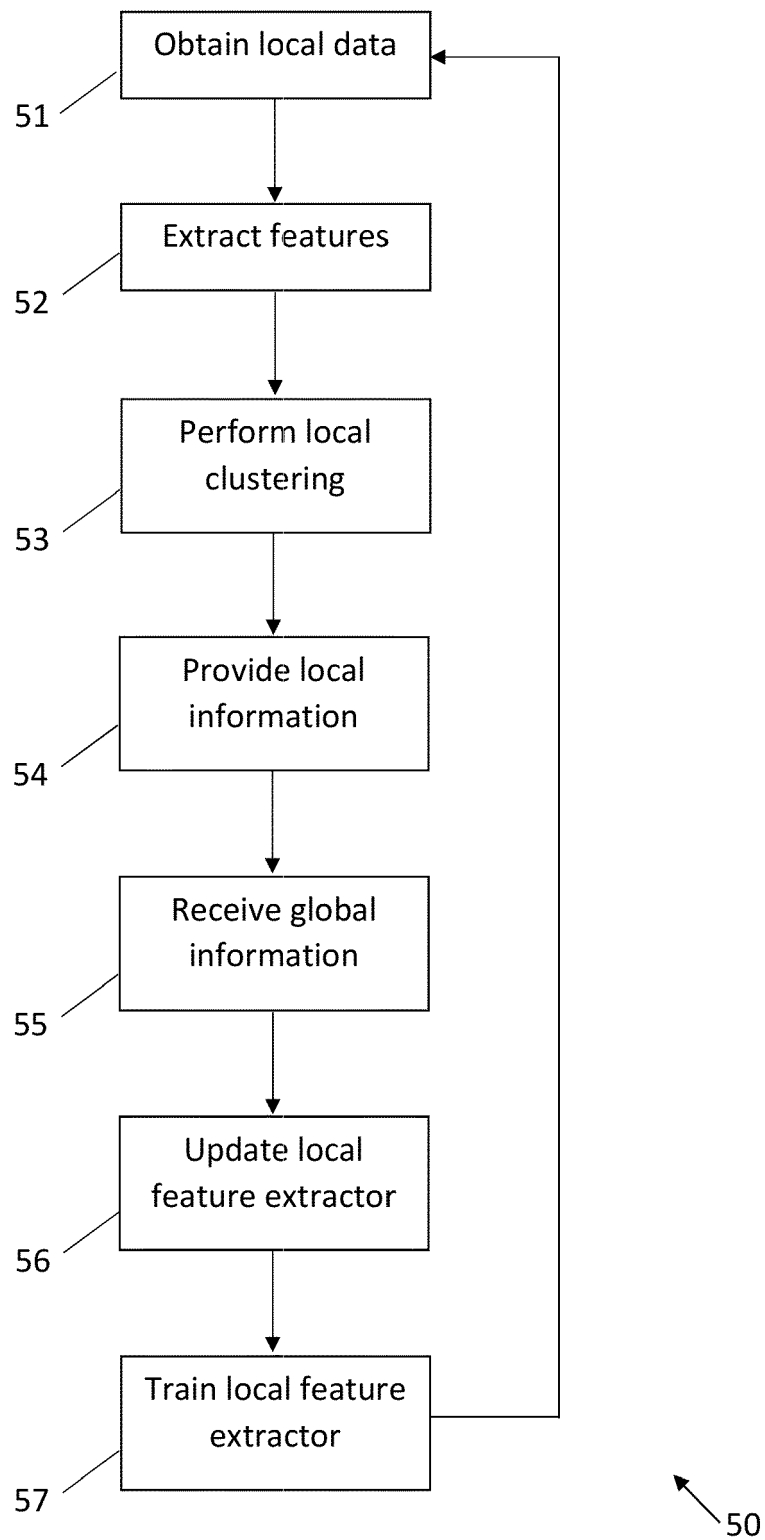 Obtain local data
51
Extract features
52
Perform local
clustering
53
Provide local
information
54
Receive global
information
55
Update local
feature extractor
56
Train local feature
extractor
57
50